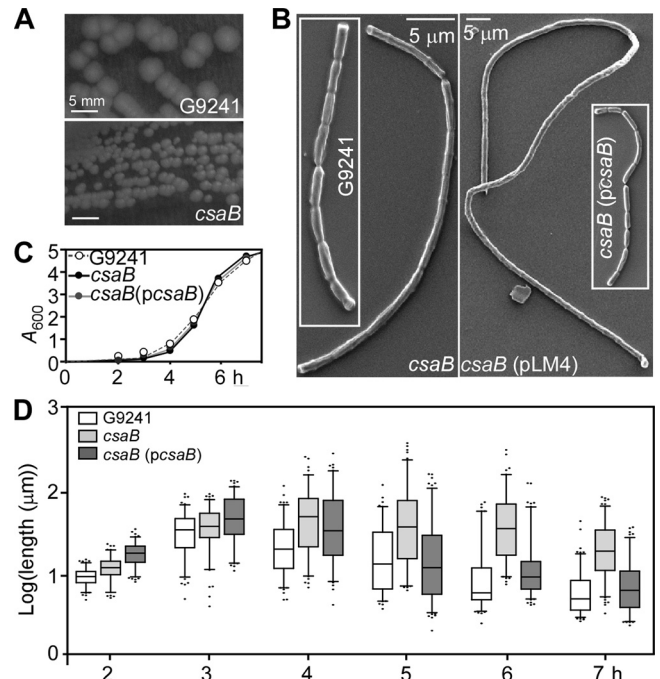 A
5 mm
G9241
csaB
B
5 μm
5 μm
G9241
csaB (pcsaB)
csaB
csaB (pLM4)
C
5
4
3
2
1
0
A600
G9241
csaB
csaB(pcsaB)
0
2
4
6 h
D
3
2
1
0
Log(length (μm))
G9241
csaB
csaB (pcsaB)
2
3
4
5
6
7 h